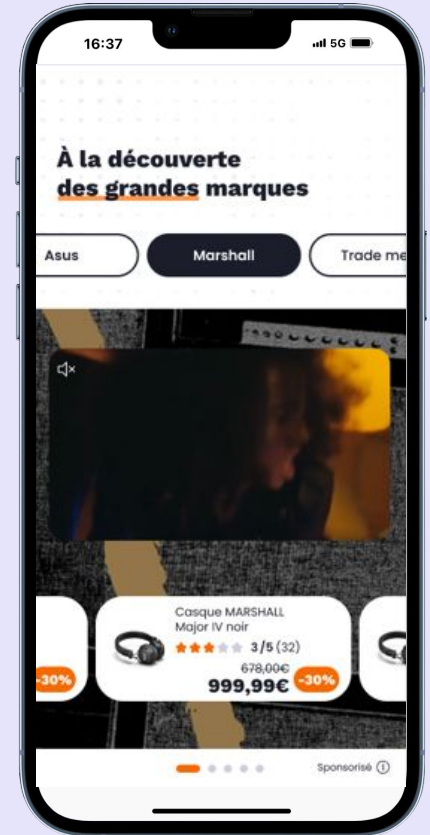 16:37
5G
À la découverte
des grandes marques
Asus
Marshall
Trade me
Casque MARSHALL
Major IV noir
3/5 (32)
678,00€
999,99€
-30%
-30%
Sponsorisé